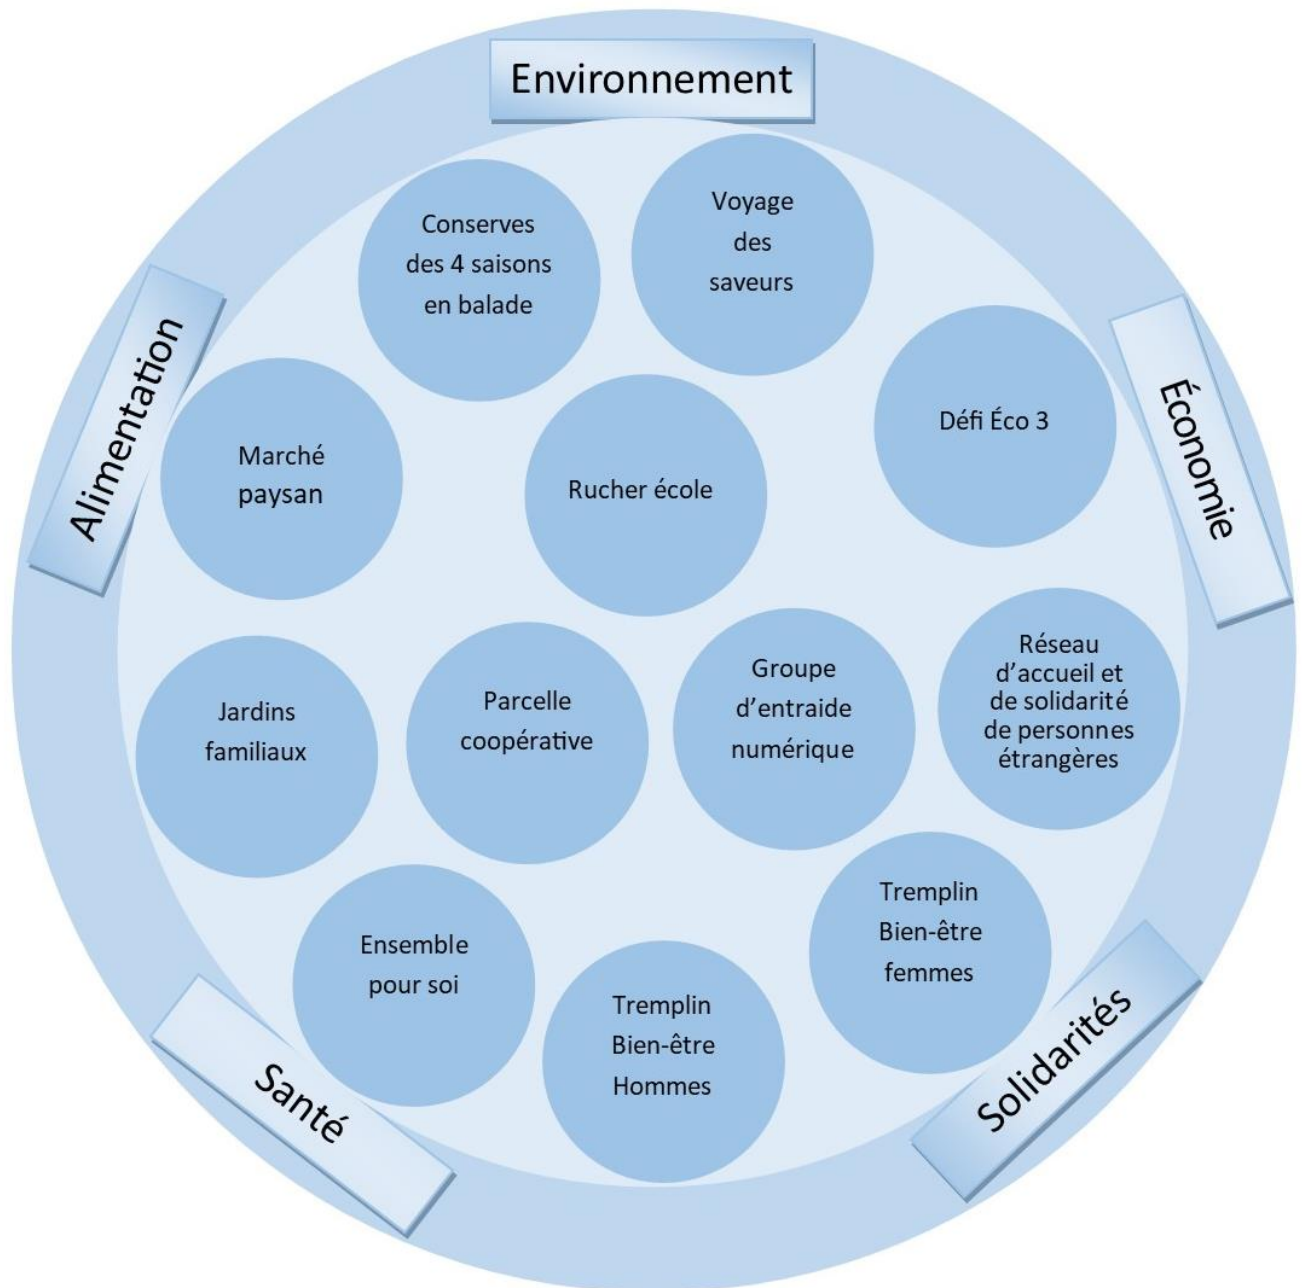 Environnement
Conserves
des 4 saisons
en balade
Voyage
des
saveurs
Alimentation
Économie
Marché
paysan
Rucher école
Défi Éco 3
Jardins
familiaux
Parcelle
coopérative
Groupe
d’entraide
numérique
Réseau
d’accueil et
de solidarité
de personnes
étrangères
Ensemble
pour soi
Tremplin
Bien-être
Hommes
Tremplin
Bien-être
femmes
Santé
Solidarités